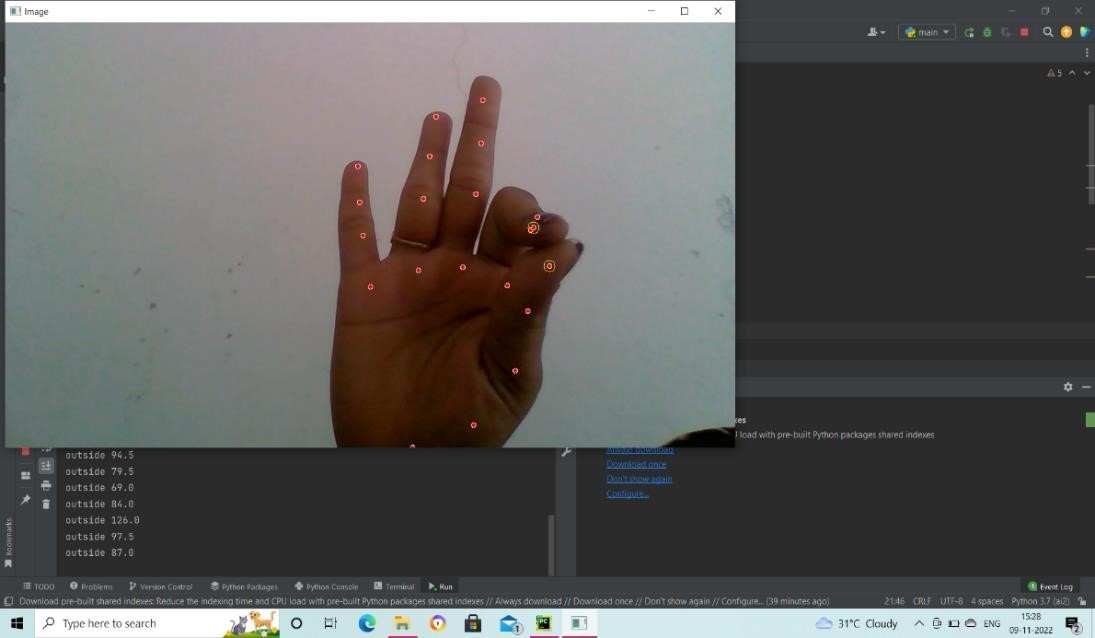 Image
main
5
outside 94.5
outside 79.5
outside 69.0
outside 84.0
outside 126.0
outside 97.5
outside 87.0
xes
load with pre-built Python packages shared indexes
Always download
Download once
Don't show again
Configure...
Bookmarks
TODO Problems Version Control Python Packages Python Console Terminal Run Event Log
Download pre-built shared indexes: Reduce the indexing time and CPU load with pre-built Python packages shared indexes // Always download // Download once // Don't show again // Configure... (39 minutes ago) 21:46 CRLF UTF-8 4 spaces Python 3.7 (ai2)
Type here to search
31°C Cloudy
ENG
15:28
09-11-2022